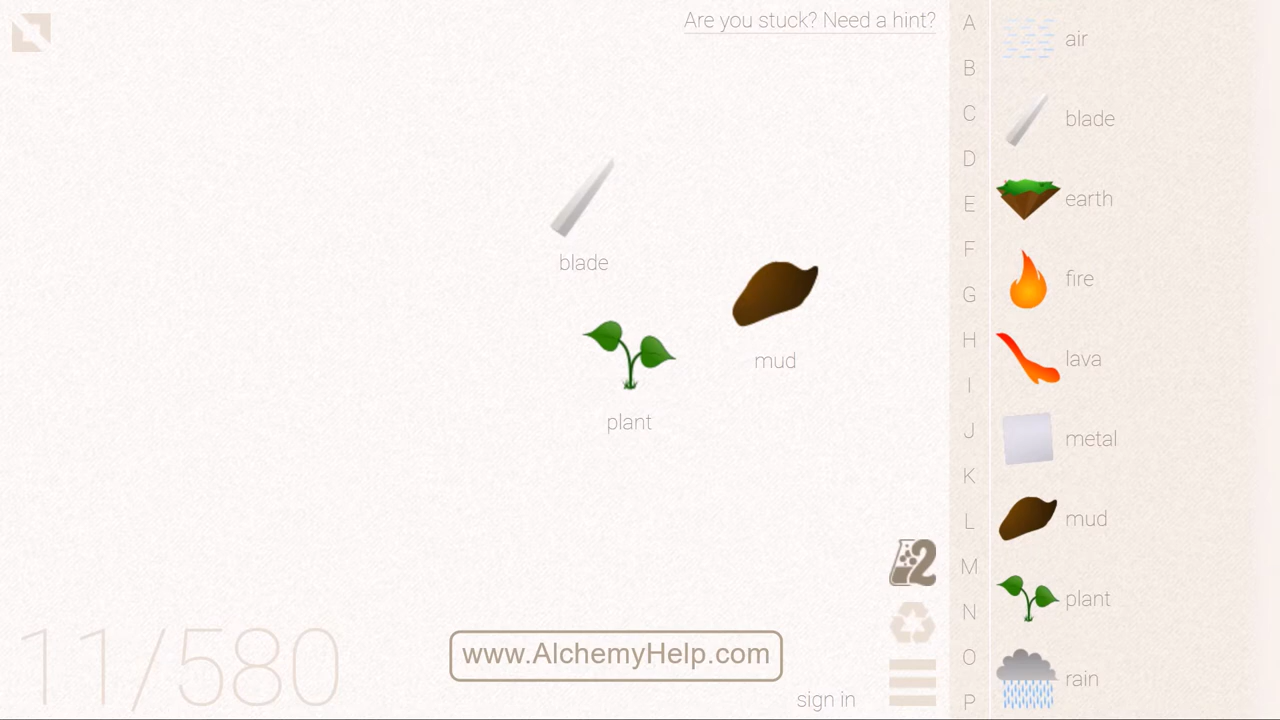 Are you stuck? Need a hint?
A
B
C
D
E
F
G
H
I
J
K
L
M
N
O
P
air
blade
earth
fire
lava
metal
mud
plant
rain
blade
mud
plant
2
11/580
www.AlchemyHelp.com
sign in